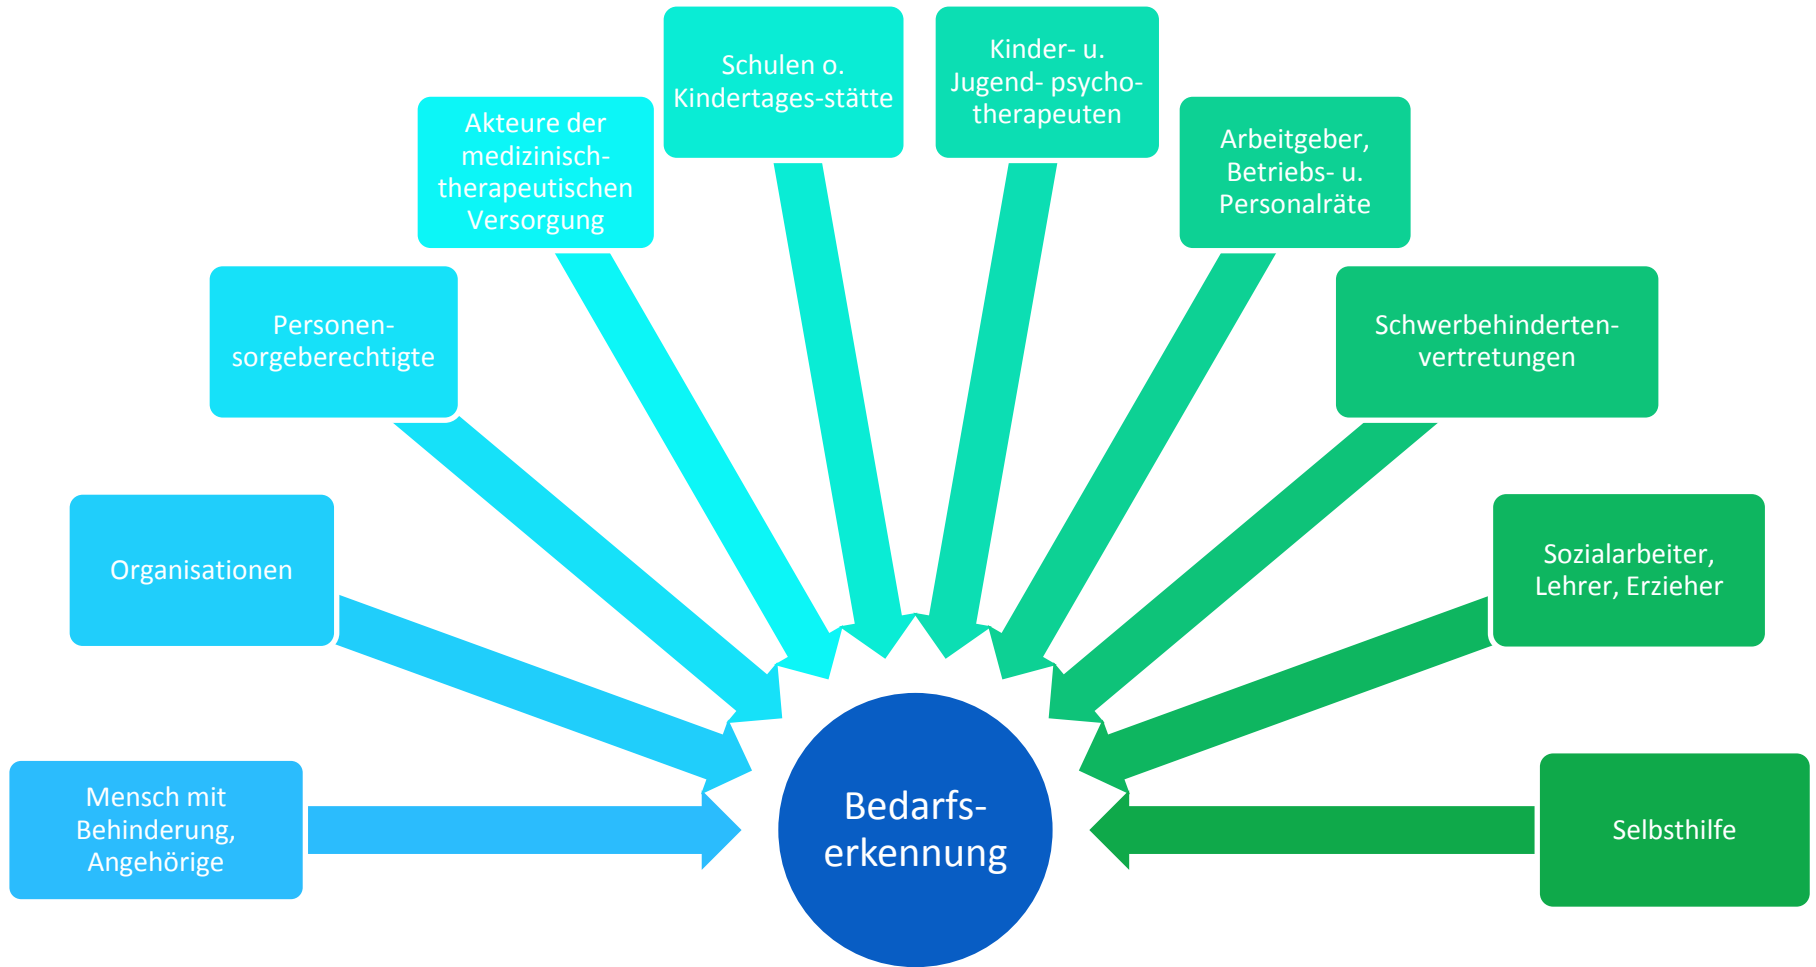 Schulen o.
Kindertages-stätte
Kinder- u.
Jugend- psycho-
therapeuten
Akteure der
medizinisch-
therapeutischen
Versorgung
Arbeitgeber,
Betriebs- u.
Personalräte
Personen-
sorgeberechtigte
Schwerbehinderten-
vertretungen
Organisationen
Sozialarbeiter,
Lehrer, Erzieher
Mensch mit
Behinderung,
Angehörige
Bedarfs-
erkennung
Selbsthilfe